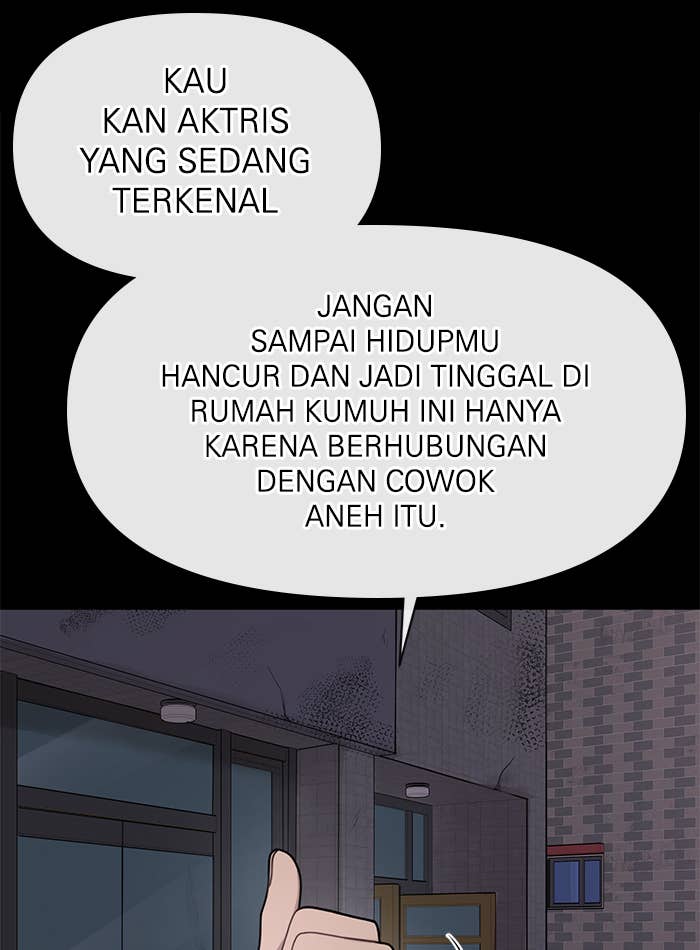 KAU
KAN AKTRIS
YANG SEDANG
TERKENAL
JANGAN
SAMPAI HIDUPMU
HANCUR DAN JADI TINGGAL DI
RUMAH KUMUH INI HANYA
KARENA BERHUBUNGAN
DENGAN COWOK
ANEH ITU.